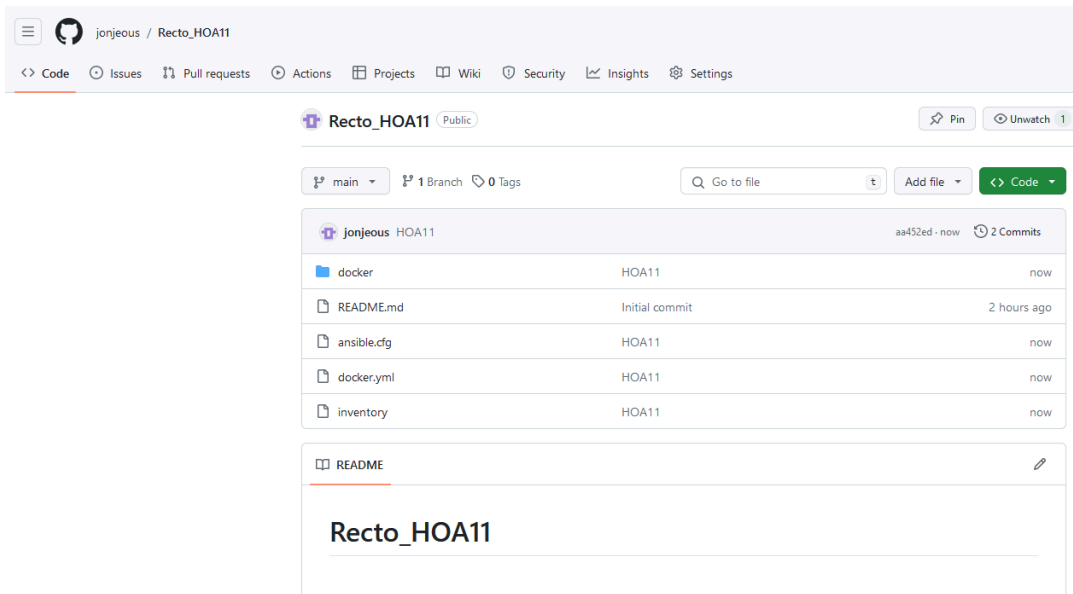 jonjeous / Recto_HOA11
Code Issues Pull requests Actions Projects Wiki Security Insights Settings
Recto_HOA11 Public Pin Unwatch 1
main 1 Branch 0 Tags Go to file t Add file Code
jonjeous HOA11 aa452ed · now 2 Commits
docker HOA11 now
README.md Initial commit 2 hours ago
ansible.cfg HOA11 now
docker.yml HOA11 now
inventory HOA11 now
README
Recto_HOA11